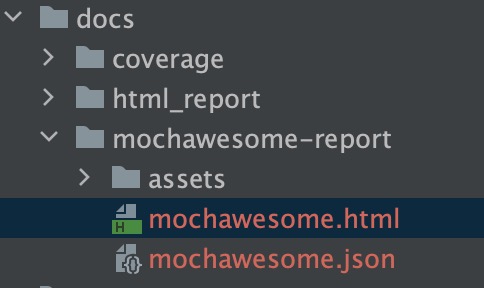 docs
coverage
html_report
mochawesome-report
assets
H mochawesome.html
{} mochawesome.json